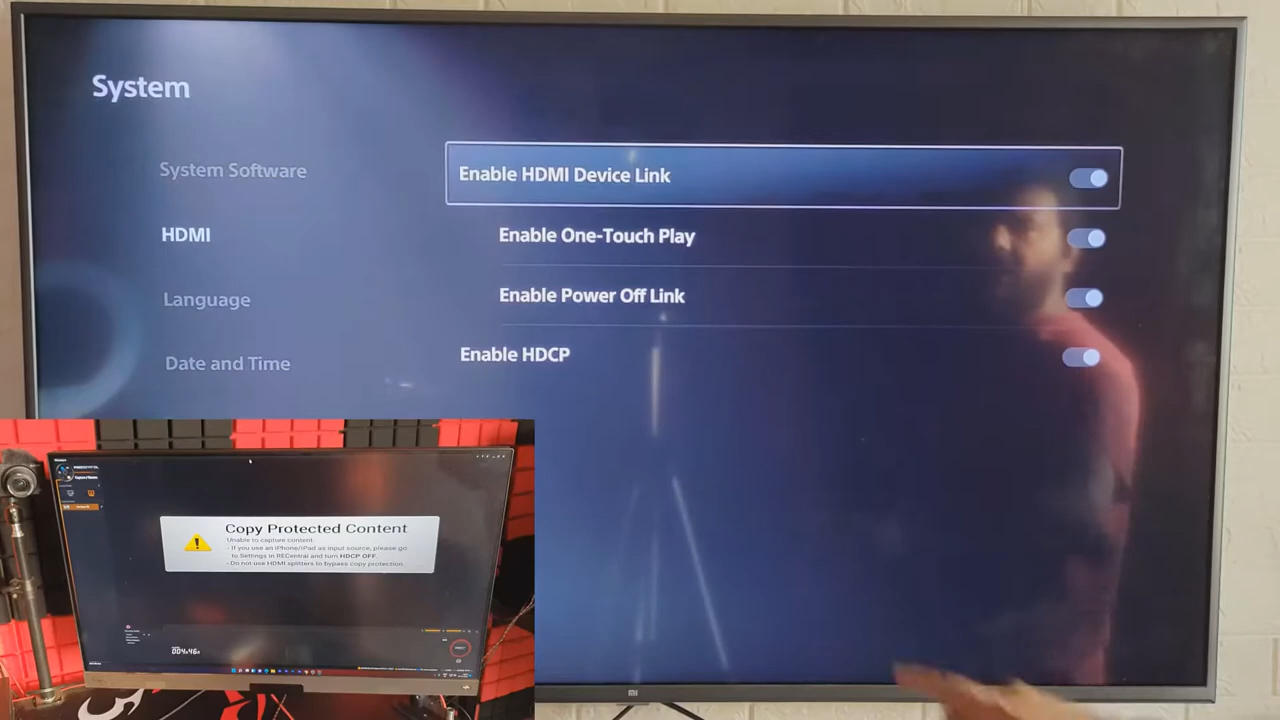 System
System Software
HDMI
Language
Date and Time
Enable HDMI Device Link
Enable One-Touch Play
Enable Power Off Link
Enable HDCP
Copy Protected Content
Unable to capture content.
- If you use an iPhone/iPad as input source, please go
to Settings in RECentral and turn HDCP OFF.
- Do not use HDMI splitters to bypass copy protection.
mi